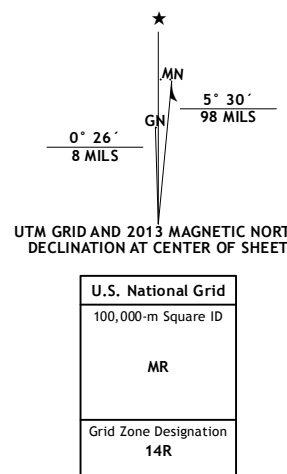 MN
5° 30´
98 MILS
GN
0° 26´
8 MILS
UTM GRID AND 2013 MAGNETIC NORT
DECLINATION AT CENTER OF SHEET
U.S. National Grid
100,000-m Square ID
MR
Grid Zone Designation
14R